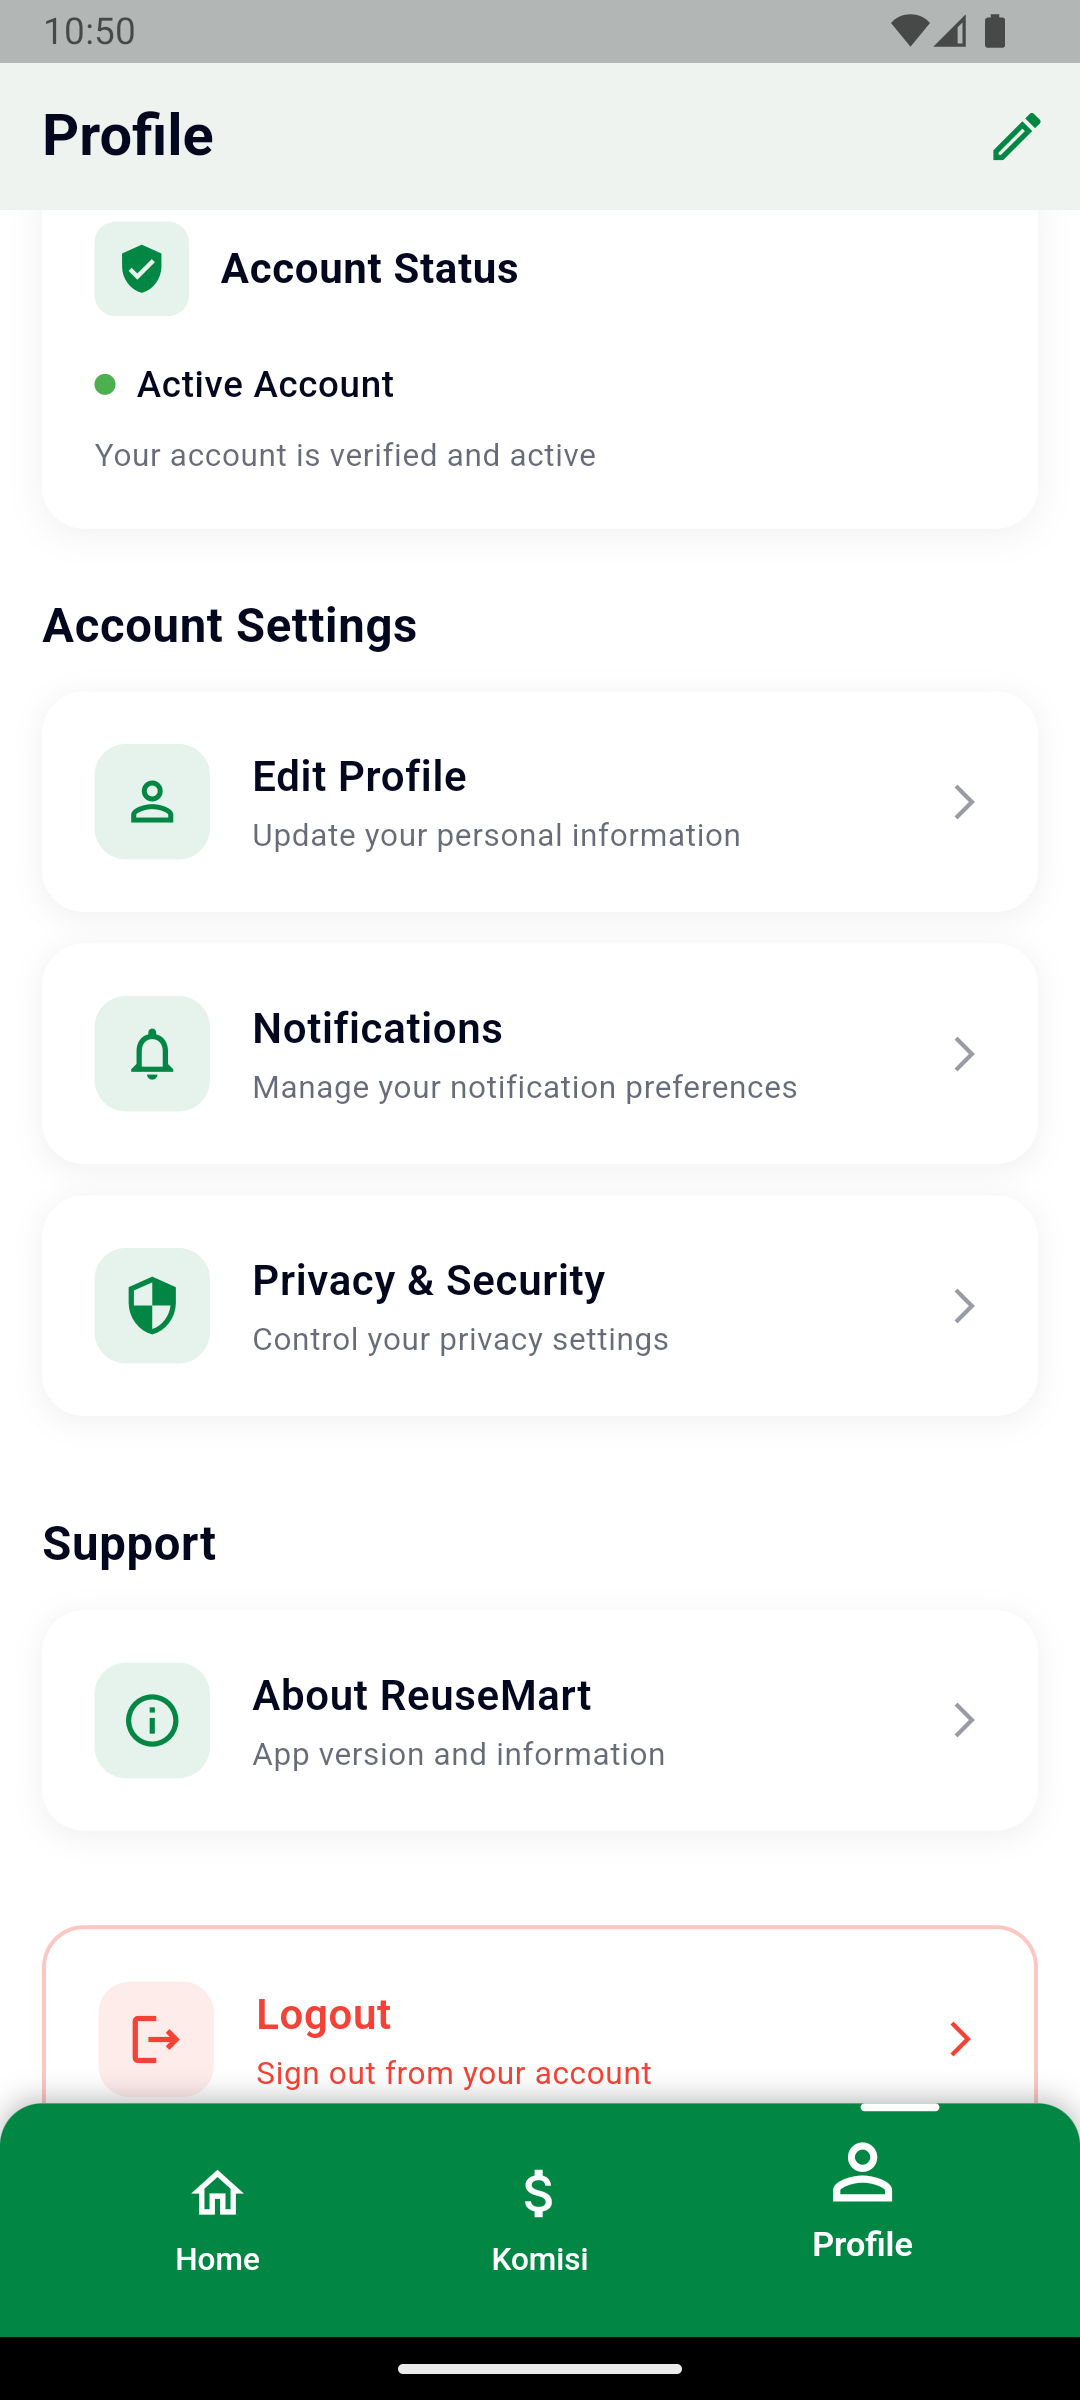 10:50
Profile
Account Status
Active Account
Your account is verified and active
Account Settings
Edit Profile
Update your personal information
Notifications
Manage your notification preferences
Privacy & Security
Control your privacy settings
Support
About ReuseMart
App version and information
Logout
Sign out from your account
Home
Komisi
Profile